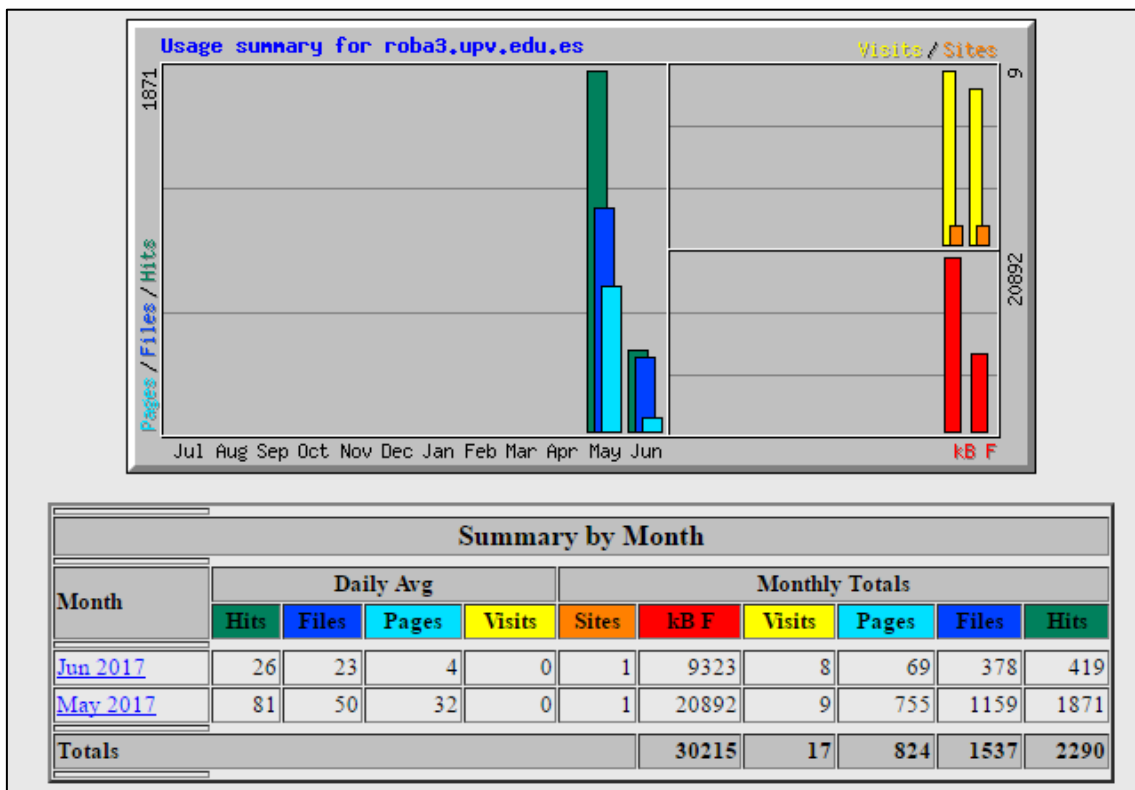 Usage summary for roba3.upv.edu.es
Visits / Sites
1871
9
Pages / Files / Hits
20892
Jul Aug Sep Oct Nov Dec Jan Feb Mar Apr May Jun
kB F
Summary by Month
Month Daily Avg Monthly Totals
Hits Files Pages Visits Sites kB F Visits Pages Files Hits
Jun 2017 26 23 4 0 1 9323 8 69 378 419
May 2017 81 50 32 0 1 20892 9 755 1159 1871
Totals 30215 17 824 1537 2290